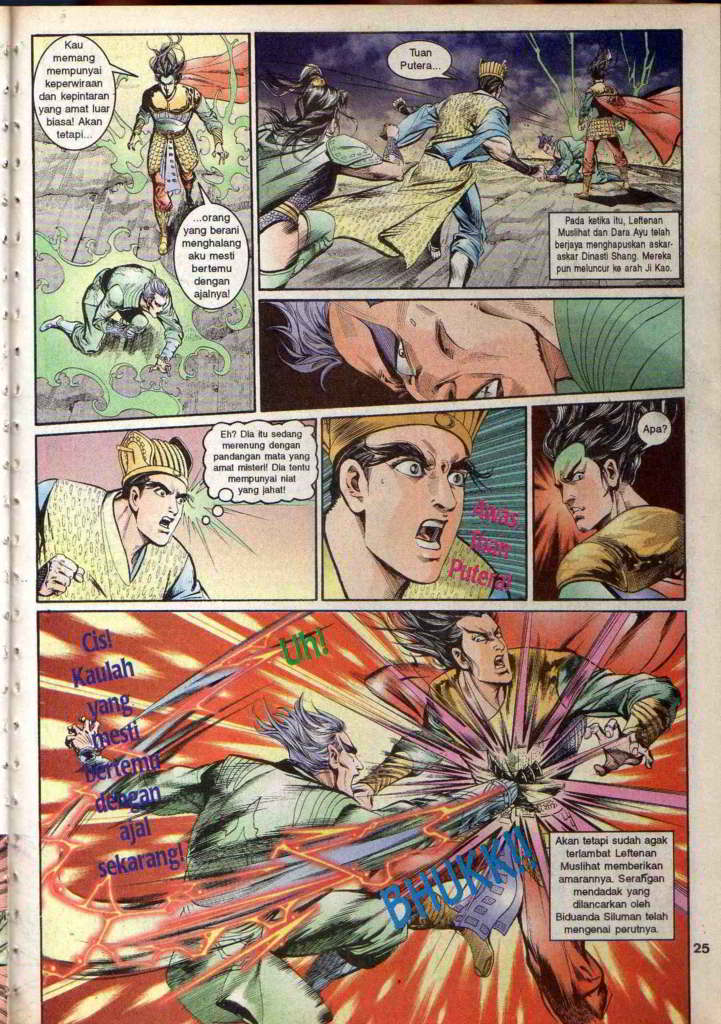 Kau
memang
mempunyai
keperwiraan
dan kepintaran
yang amat luar
biasa! Akan
tetapi...
...orang
yang berani
menghalang
aku mesti
bertemu
dengan
ajalnya!
Tuan
Putera...
Pada ketika itu, Leftenan
Muslihat dan Dara Ayu telah
berjaya menghapuskan askar-
askar Dinasti Shang. Mereka
pun meluncur ke arah Ji Kao.
Eh? Dia itu sedang
merenung dengan
pandangan mata yang
amat misteri! Dia tentu
mempunyai niat
yang jahat!
Awas
Tuan
Putera!
Apa?
Cis!
Kaulah
yang
mesti
bertemu
dengan
ajal
sekarang!
Uh!
BHUKK!!
Akan tetapi sudah agak
terlambat Leftenan
Muslihat memberikan
amarannya. Serangan
mendadak yang
dilancarkan oleh
Biduanda Siluman telah
mengenai perutnya.
25